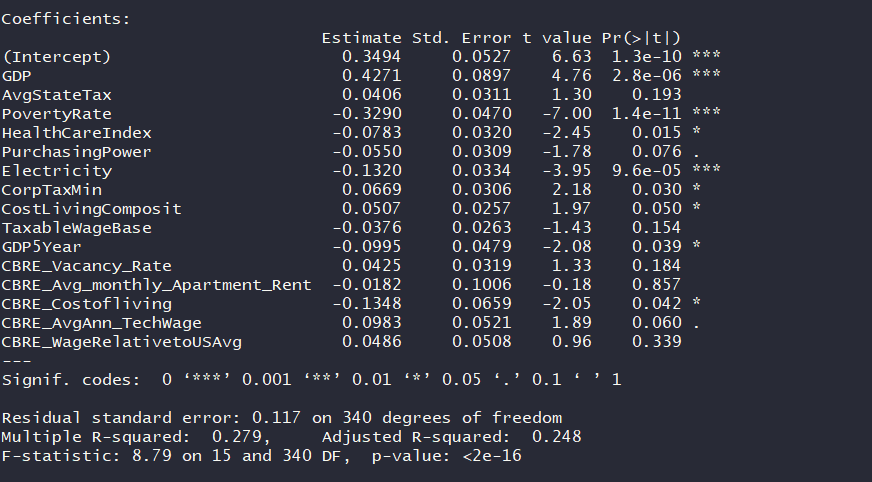 Coefficients:
                              Estimate Std. Error t value Pr(>|t|)
(Intercept)                     0.3494     0.0527    6.63  1.3e-10 ***
GDP                             0.4271     0.0897    4.76  2.8e-06 ***
AvgStateTax                     0.0406     0.0311    1.30    0.193
PovertyRate                    -0.3290     0.0470   -7.00  1.4e-11 ***
HealthCareIndex                -0.0783     0.0320   -2.45    0.015 *
PurchasingPower                -0.0550     0.0309   -1.78    0.076 .
Electricity                    -0.1320     0.0334   -3.95  9.6e-05 ***
CorpTaxMin                      0.0669     0.0306    2.18    0.030 *
CostLivingComposit              0.0507     0.0257    1.97    0.050 *
TaxableWageBase                -0.0376     0.0263   -1.43    0.154
GDP5Year                       -0.0995     0.0479   -2.08    0.039 *
CBRE_Vacancy_Rate               0.0425     0.0319    1.33    0.184
CBRE_Avg_monthly_Apartment_Rent -0.0182     0.1006   -0.18    0.857
CBRE_Costofliving              -0.1348     0.0659   -2.05    0.042 *
CBRE_AvgAnn_TechWage            0.0983     0.0521    1.89    0.060 .
CBRE_WageRelativetoUSAvg        0.0486     0.0508    0.96    0.339
---
Signif. codes:  0 ‘***’ 0.001 ‘**’ 0.01 ‘*’ 0.05 ‘.’ 0.1 ‘ ’ 1
Residual standard error: 0.117 on 340 degrees of freedom
Multiple R-squared:  0.279,     Adjusted R-squared:  0.248
F-statistic: 8.79 on 15 and 340 DF,  p-value: <2e-16